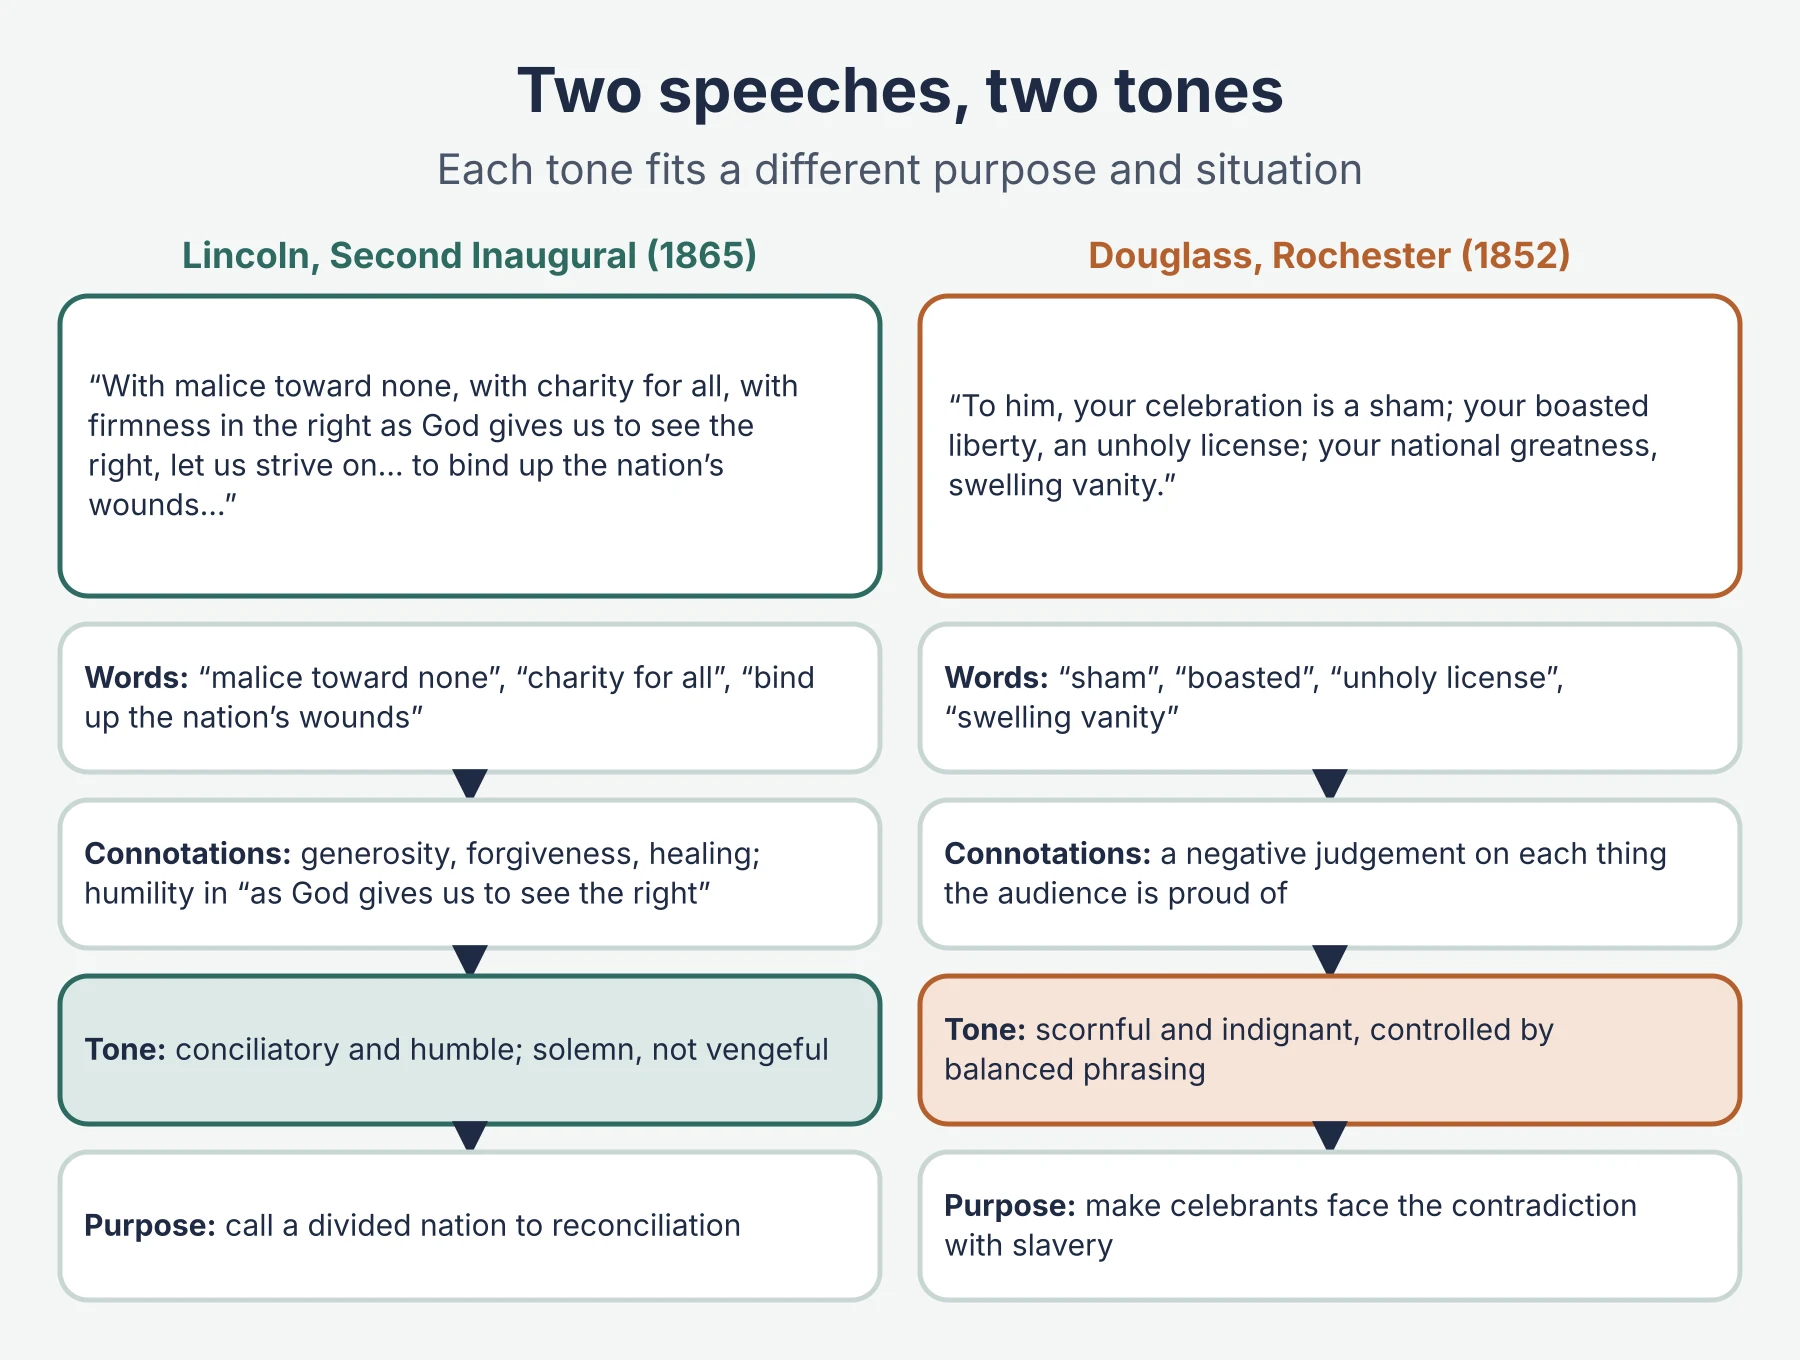 Two speeches, two tones
Each tone fits a different purpose and situation
Lincoln, Second Inaugural (1865)
“With malice toward none, with charity for all, with
firmness in the right as God gives us to see the
right, let us strive on… to bind up the nation’s
wounds…”
Words: “malice toward none”, “charity for all”, “bind
up the nation’s wounds”
Connotations: generosity, forgiveness, healing;
humility in “as God gives us to see the right”
Tone: conciliatory and humble; solemn, not vengeful
Purpose: call a divided nation to reconciliation
Douglass, Rochester (1852)
“To him, your celebration is a sham; your boasted
liberty, an unholy license; your national greatness,
swelling vanity.”
Words: “sham”, “boasted”, “unholy license”,
“swelling vanity”
Connotations: a negative judgement on each thing
the audience is proud of
Tone: scornful and indignant, controlled by
balanced phrasing
Purpose: make celebrants face the contradiction
with slavery